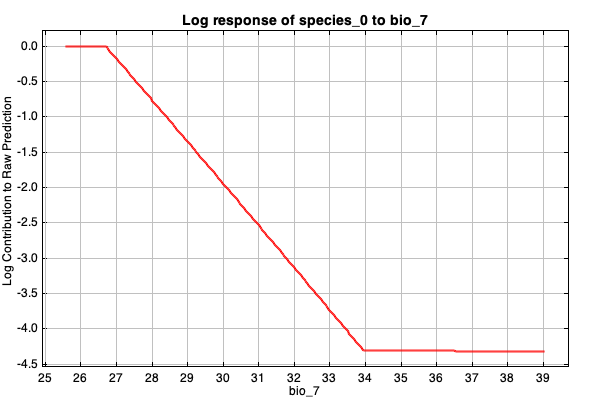 Log response of species_0 to bio_7
Log Contribution to Raw Prediction
0.0
-0.5
-1.0
-1.5
-2.0
-2.5
-3.0
-3.5
-4.0
-4.5
25 26 27 28 29 30 31 32 33 34 35 36 37 38 39
bio_7